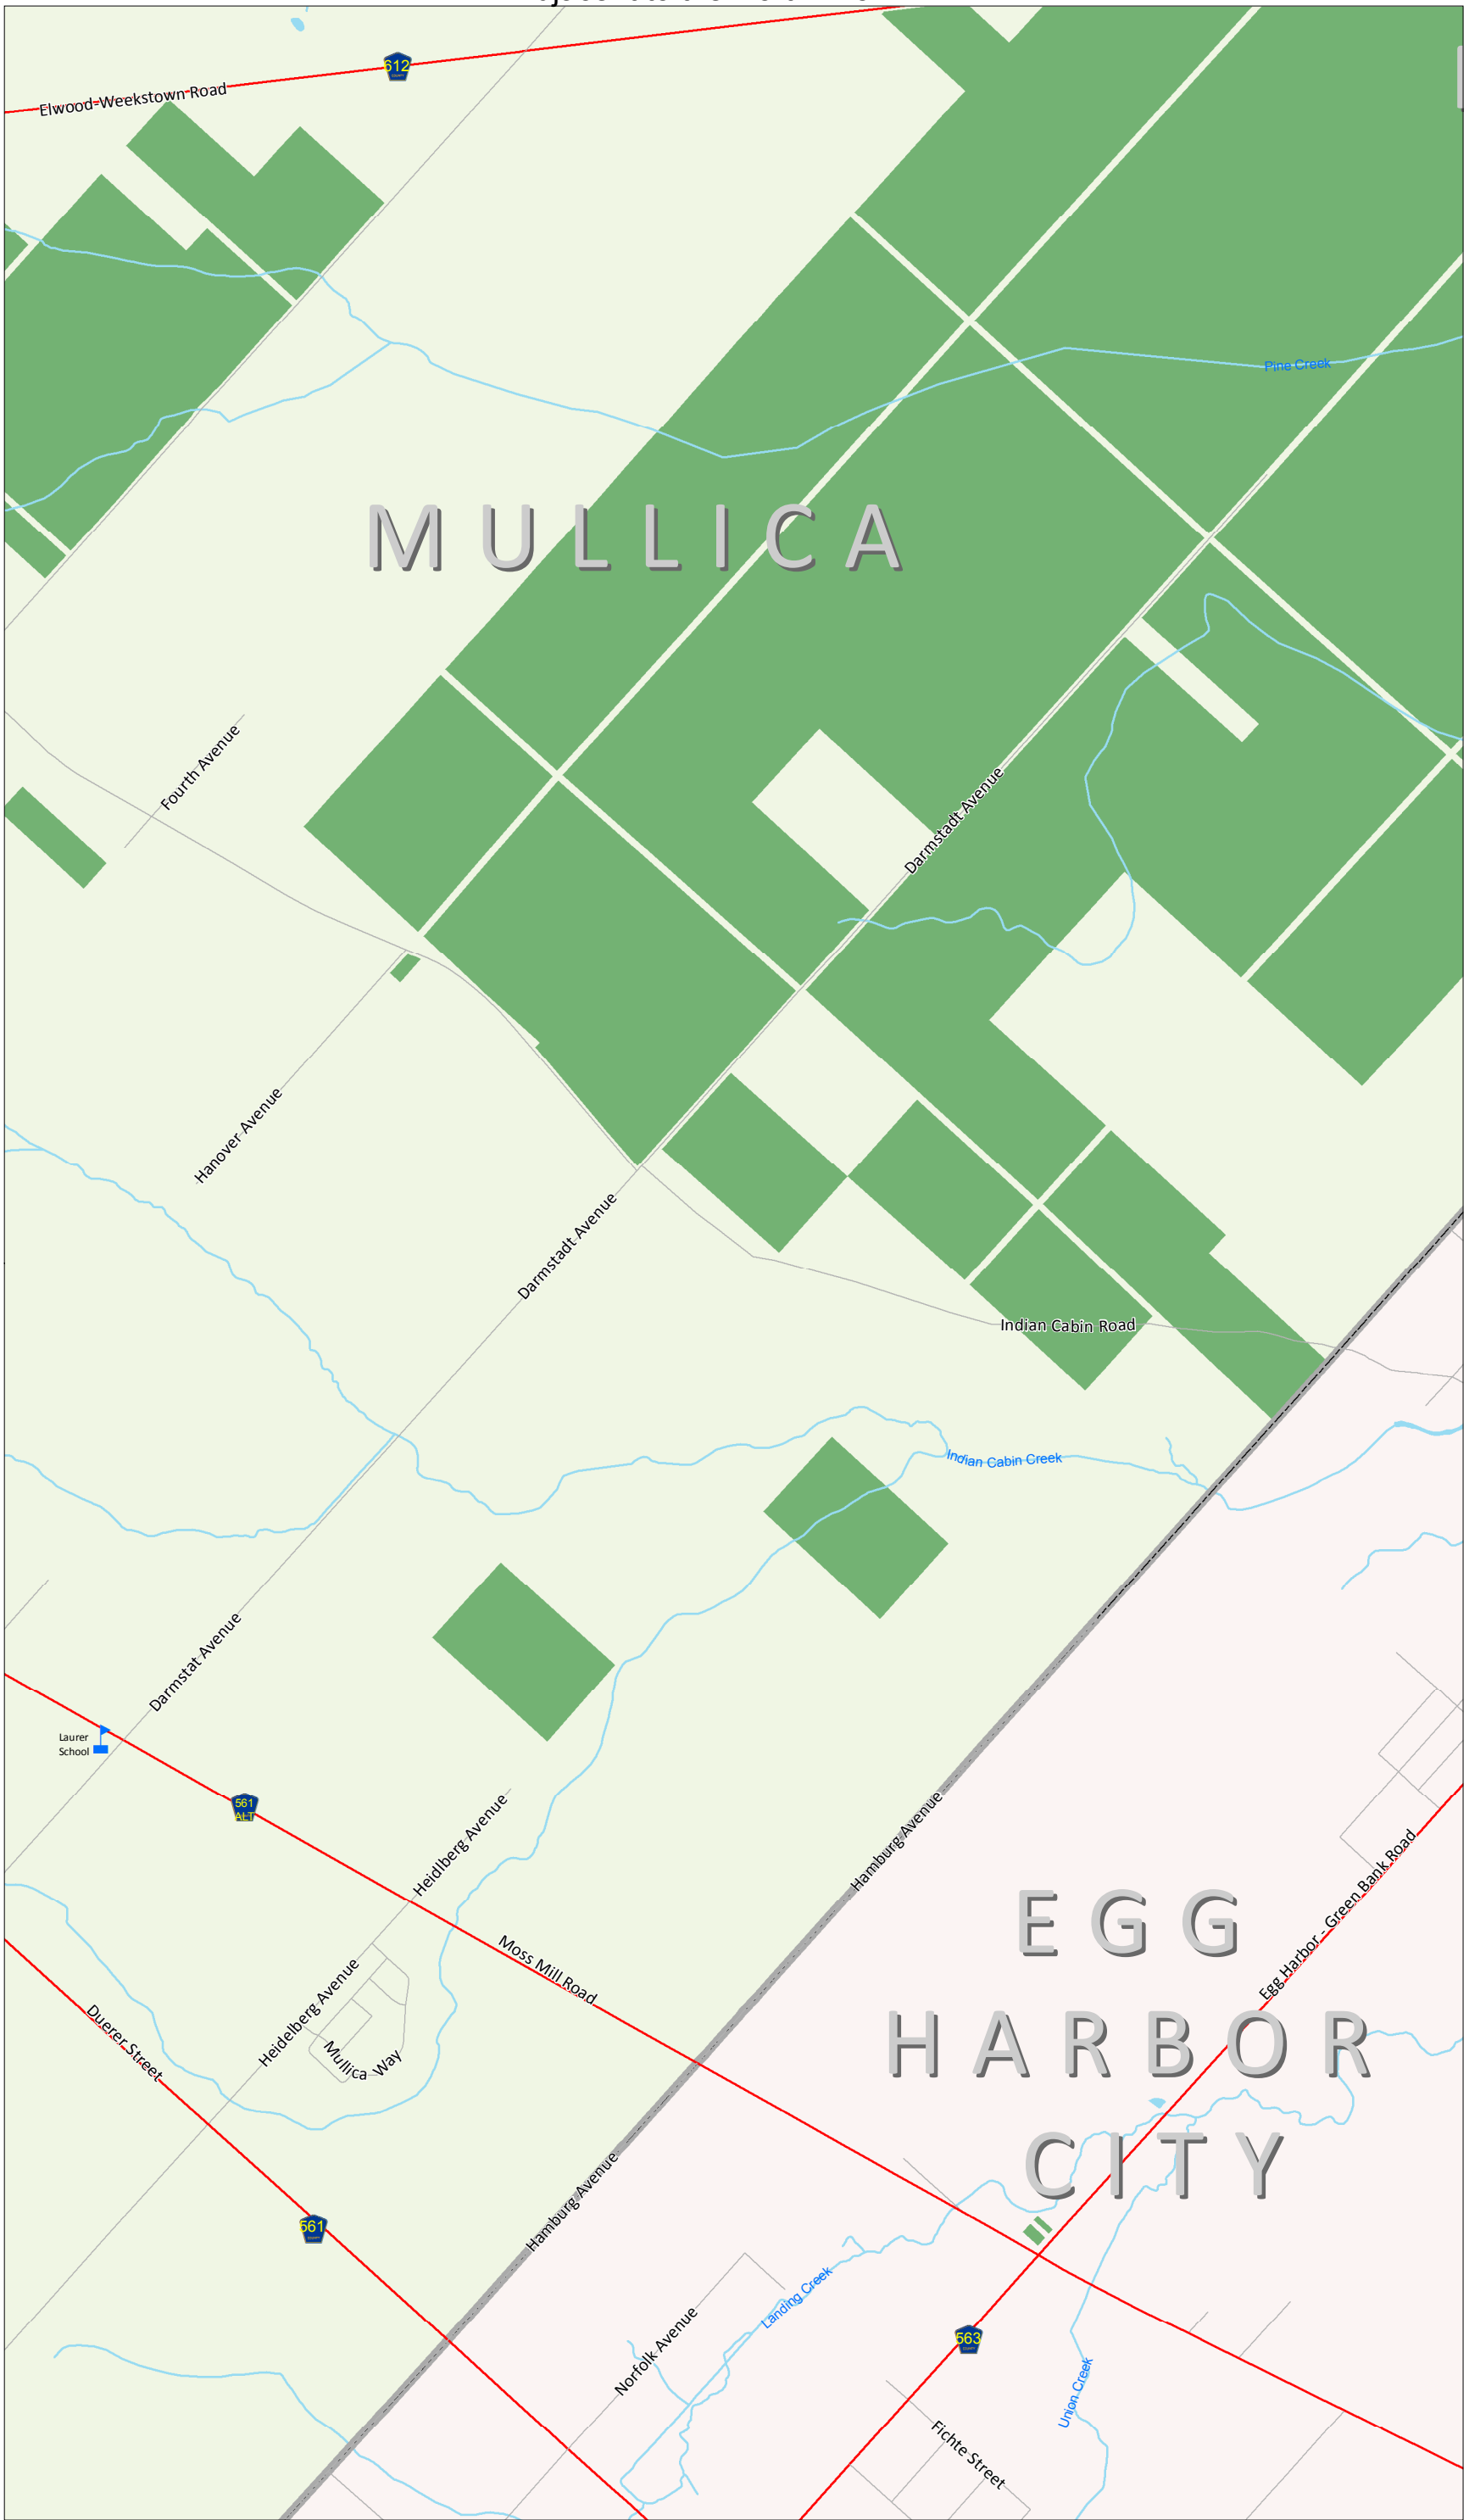 612
Elwood-Weekstown Road
Pine Creek
MULLICA
Fourth Avenue
Darmstadt Avenue
Hanover Avenue
Darmstadt Avenue
Indian Cabin Road
Indian Cabin Creek
Darmstat Avenue
Laurer
School
561
ALT
Heidlberg Avenue
Hamburg Avenue
Egg Harbor - Green Bank Road
EGG
HARBOR
CITY
Moss Mill Road
Heidelberg Avenue
Duerer Street
Mullica Way
561
Hamburg Avenue
Landing Creek
Norfolk Avenue
563
Union Creek
Fichte Street